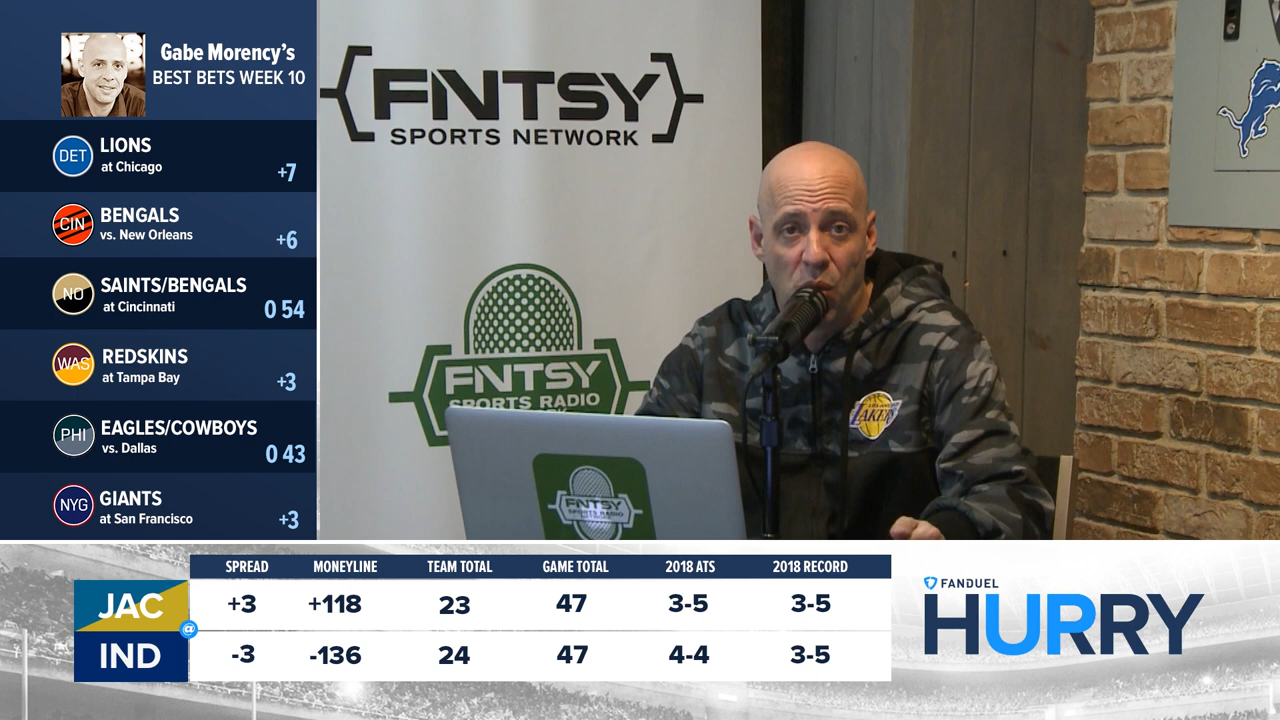 Gabe Morency's
BEST BETS WEEK 10
DET
LIONS
at Chicago
+7
CIN
BENGALS
vs. New Orleans
+6
NO
SAINTS/BENGALS
at Cincinnati
O 54
WAS
REDSKINS
at Tampa Bay
+3
PHI
EAGLES/COWBOYS
vs. Dallas
O 43
NYG
GIANTS
at San Francisco
+3
FNTSY
SPORTS NETWORK
FNTSY
SPORTS RADIO
LAKERS
FNTSY
SPORTS RADIO
SPREAD MONEYLINE TEAM TOTAL GAME TOTAL 2018 ATS 2018 RECORD
JAC +3 +118 23 47 3-5 3-5
@
IND -3 -136 24 47 4-4 3-5
FANDUEL
HURRY